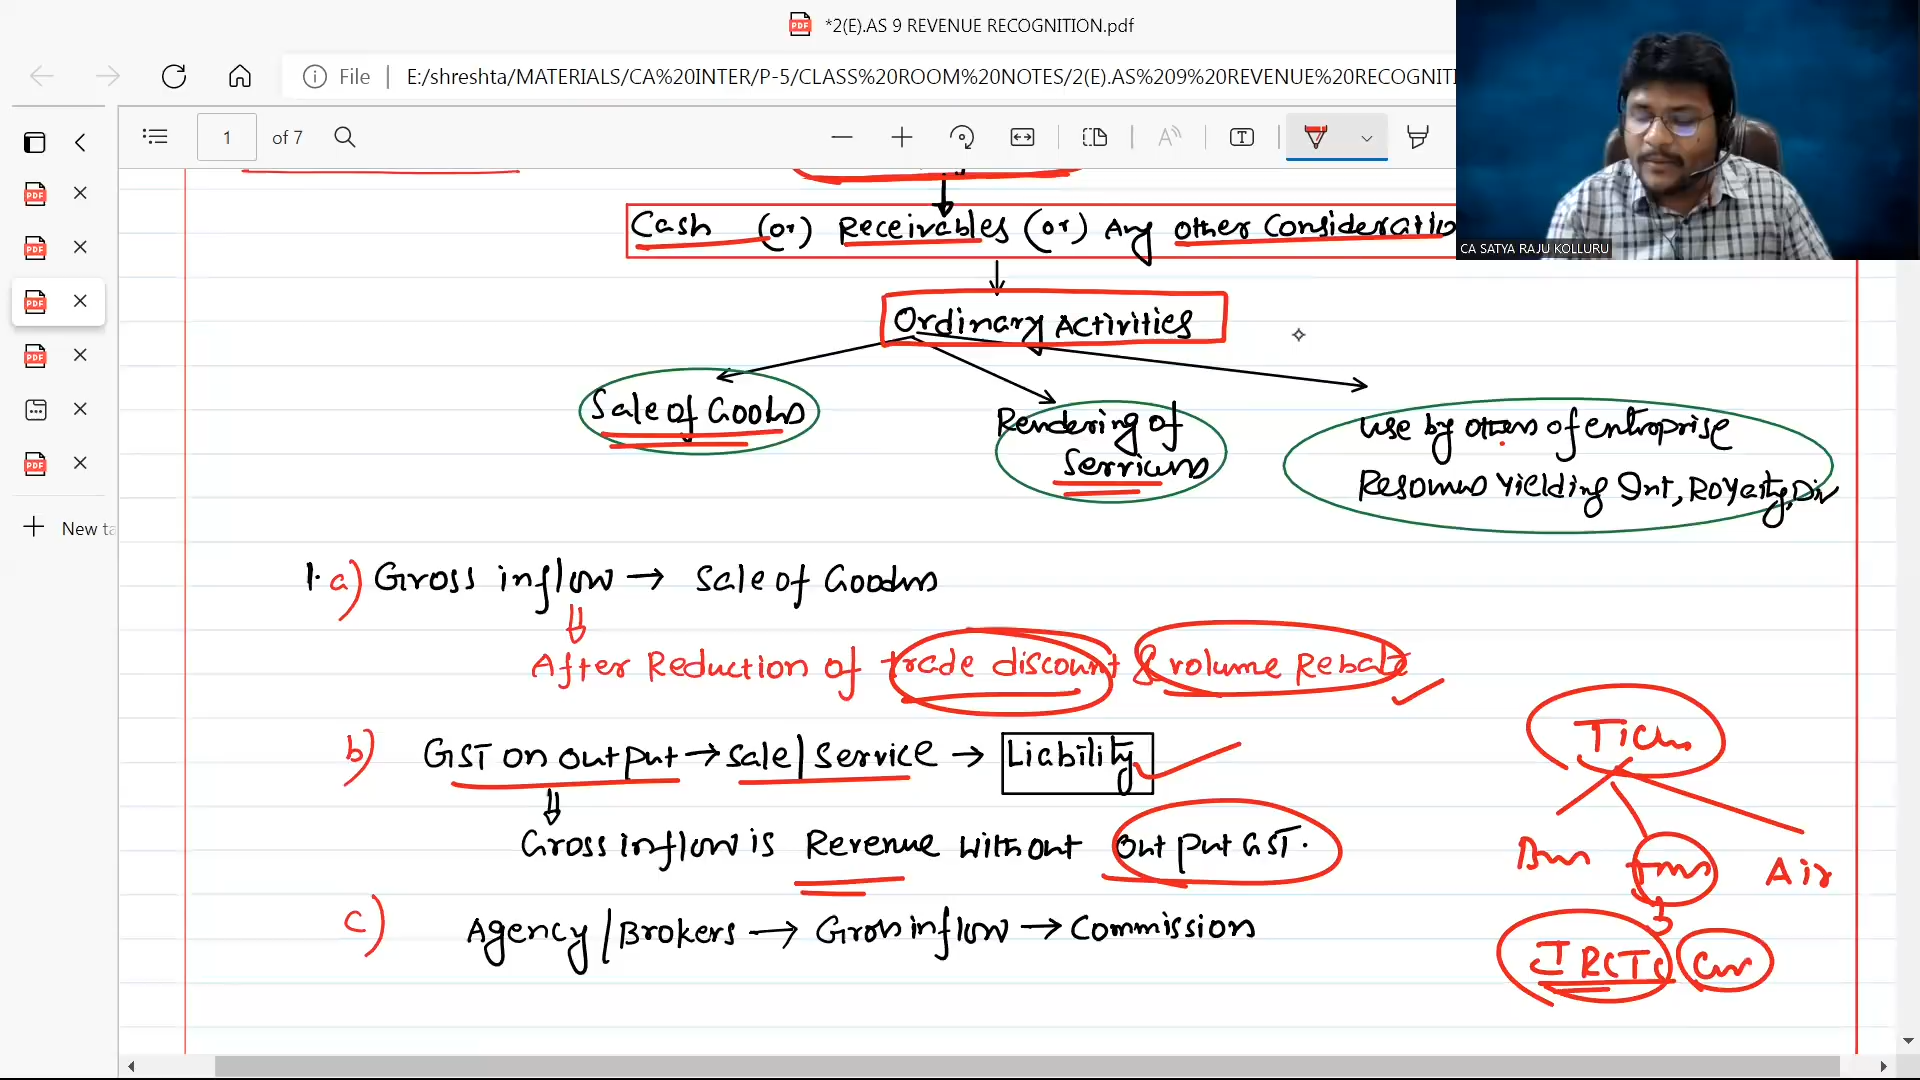 *2(E).AS 9 REVENUE RECOGNITION.pdf
File
E:/shreshta/MATERIALS/CA%20INTER/P-5/CLASS%20ROOM%20NOTES/2(E).AS%209%20REVENUE%20RECOGNITI
1 of 7
New ta
CA SATYA RAJU KOLLURU
Cash (or) Receivables (or) Any other Consideratio
Ordinary Activities
Sale of Goods
Rendering of
Services
Use by others of enterprise
Resources Yielding Int, Royalty, Div
1. a) Gross inflow → Sale of Goods
After Reduction of trade discount & volume Rebate
b) GST on output → Sale/Service → Liability
Gross inflow is Revenue without output GST.
c) Agency/Brokers → Gross inflow → Commission
Bus
Air
IRCTC